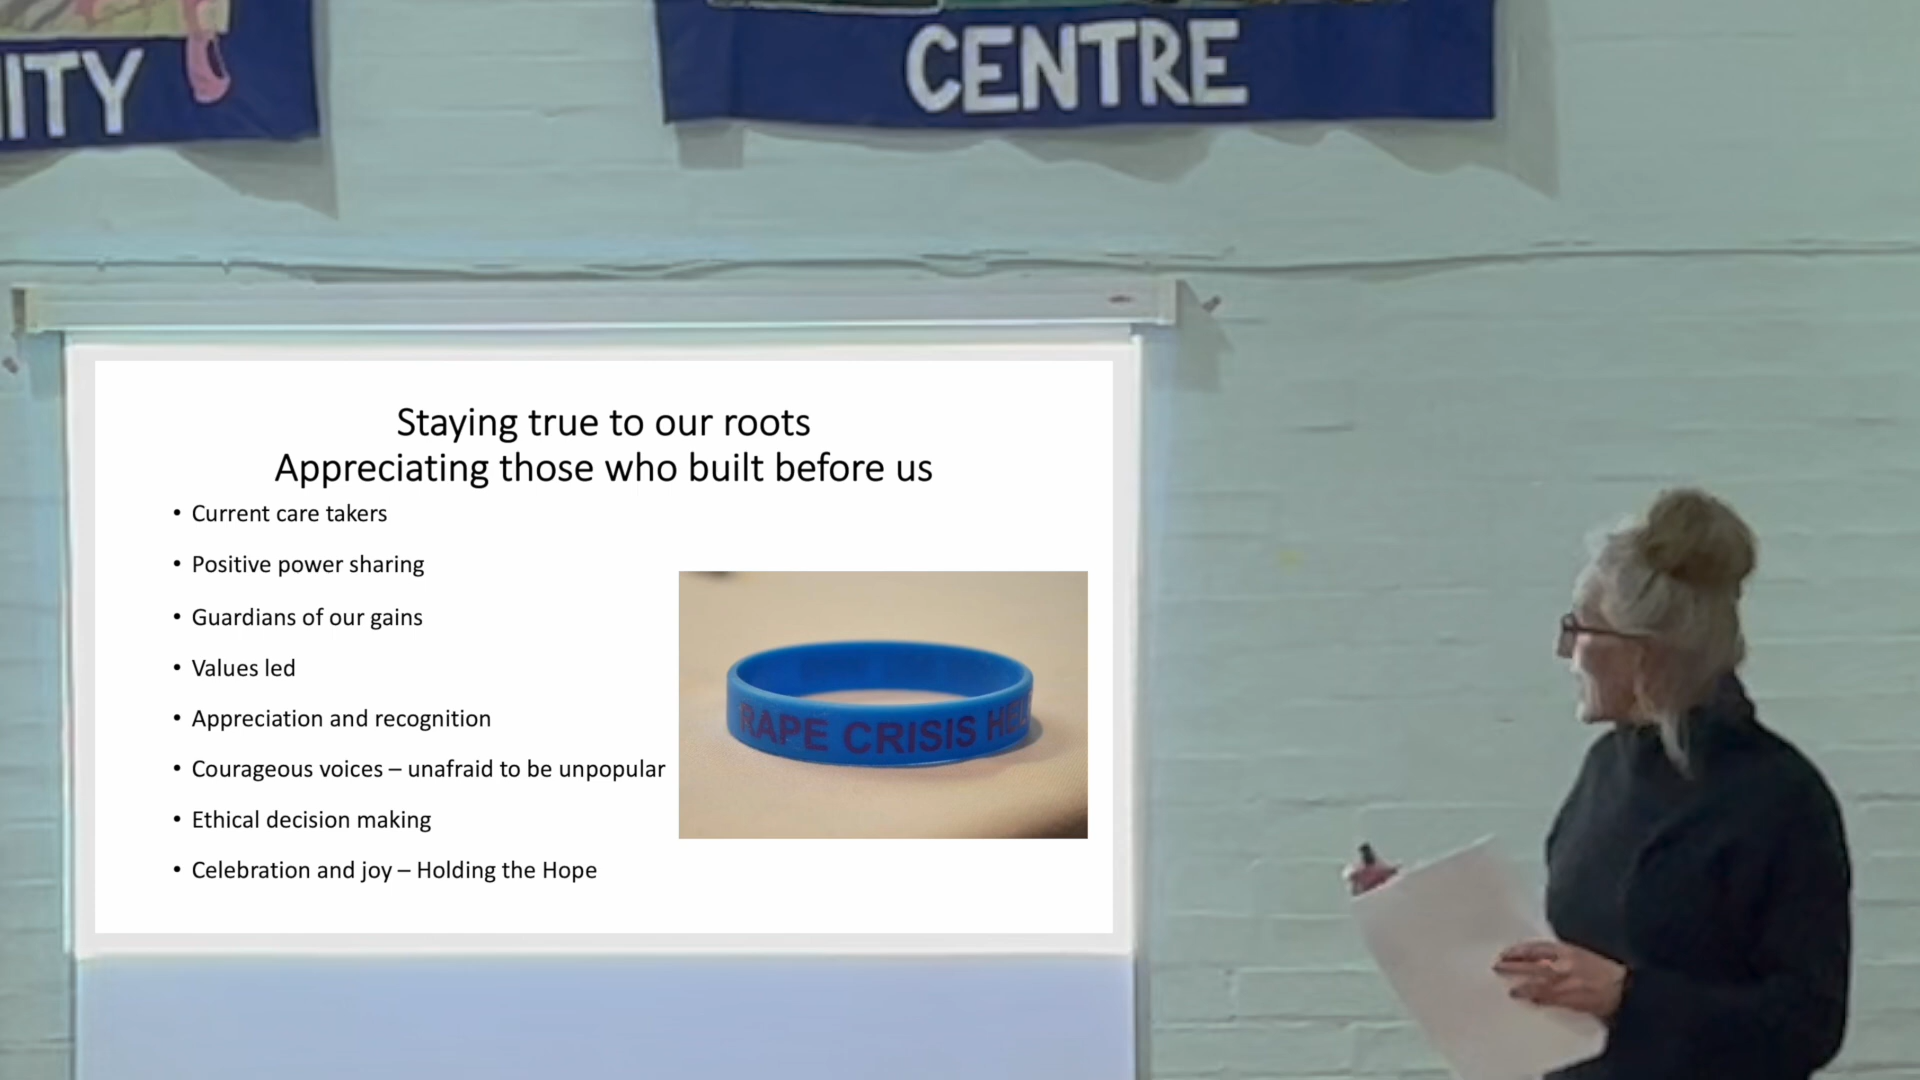 ITY
CENTRE
Staying true to our roots
Appreciating those who built before us
• Current care takers
• Positive power sharing
• Guardians of our gains
• Values led
• Appreciation and recognition
• Courageous voices – unafraid to be unpopular
• Ethical decision making
• Celebration and joy – Holding the Hope
RAPE CRISIS HEL